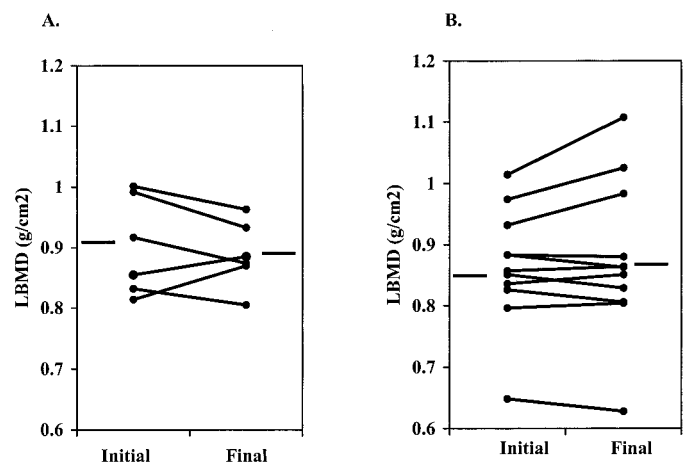 A.
B.
LBMD (g/cm2)
1.2
1.1
1
0.9
0.8
0.7
0.6
Initial Final
LBMD (g/cm2)
1.2
1.1
1
0.9
0.8
0.7
0.6
Initial Final